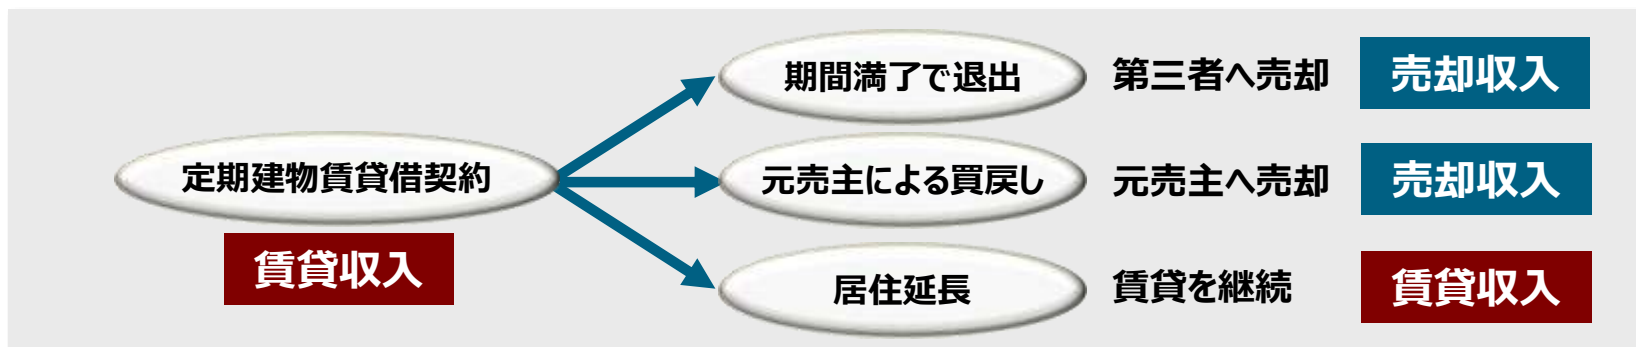 期間満了で退出 第三者へ売却 売却収入
定期建物賃貸借契約
元売主による買戻し 元売主へ売却 売却収入
賃貸収入
居住延長 賃貸を継続 賃貸収入